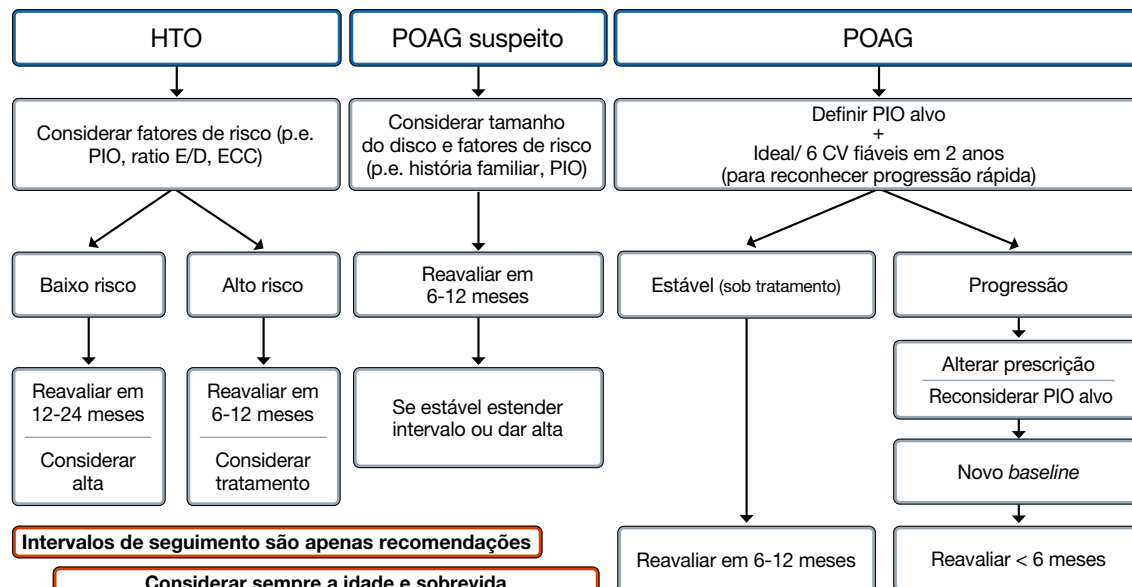 HTO
Considerar fatores de risco (p.e.
PIO, ratio E/D, ECC)
Baixo risco
Alto risco
Reavaliar em
12-24 meses
Considerar
alta
Reavaliar em
6-12 meses
Considerar
tratamento
POAG suspeito
Considerar tamanho
do disco e fatores de risco
(p.e. história familiar, PIO)
Reavaliar em
6-12 meses
Se estável estender
intervalo ou dar alta
POAG
Definir PIO alvo
+
Ideal/ 6 CV fiáveis em 2 anos
(para reconhecer progressão rápida)
Estável (sob tratamento)
Reavaliar em 6-12 meses
Progressão
Alterar prescrição
Reconsiderar PIO alvo
Novo baseline
Reavaliar < 6 meses
Intervalos de seguimento são apenas recomendações
Considerar sempre a idade e sobrevida